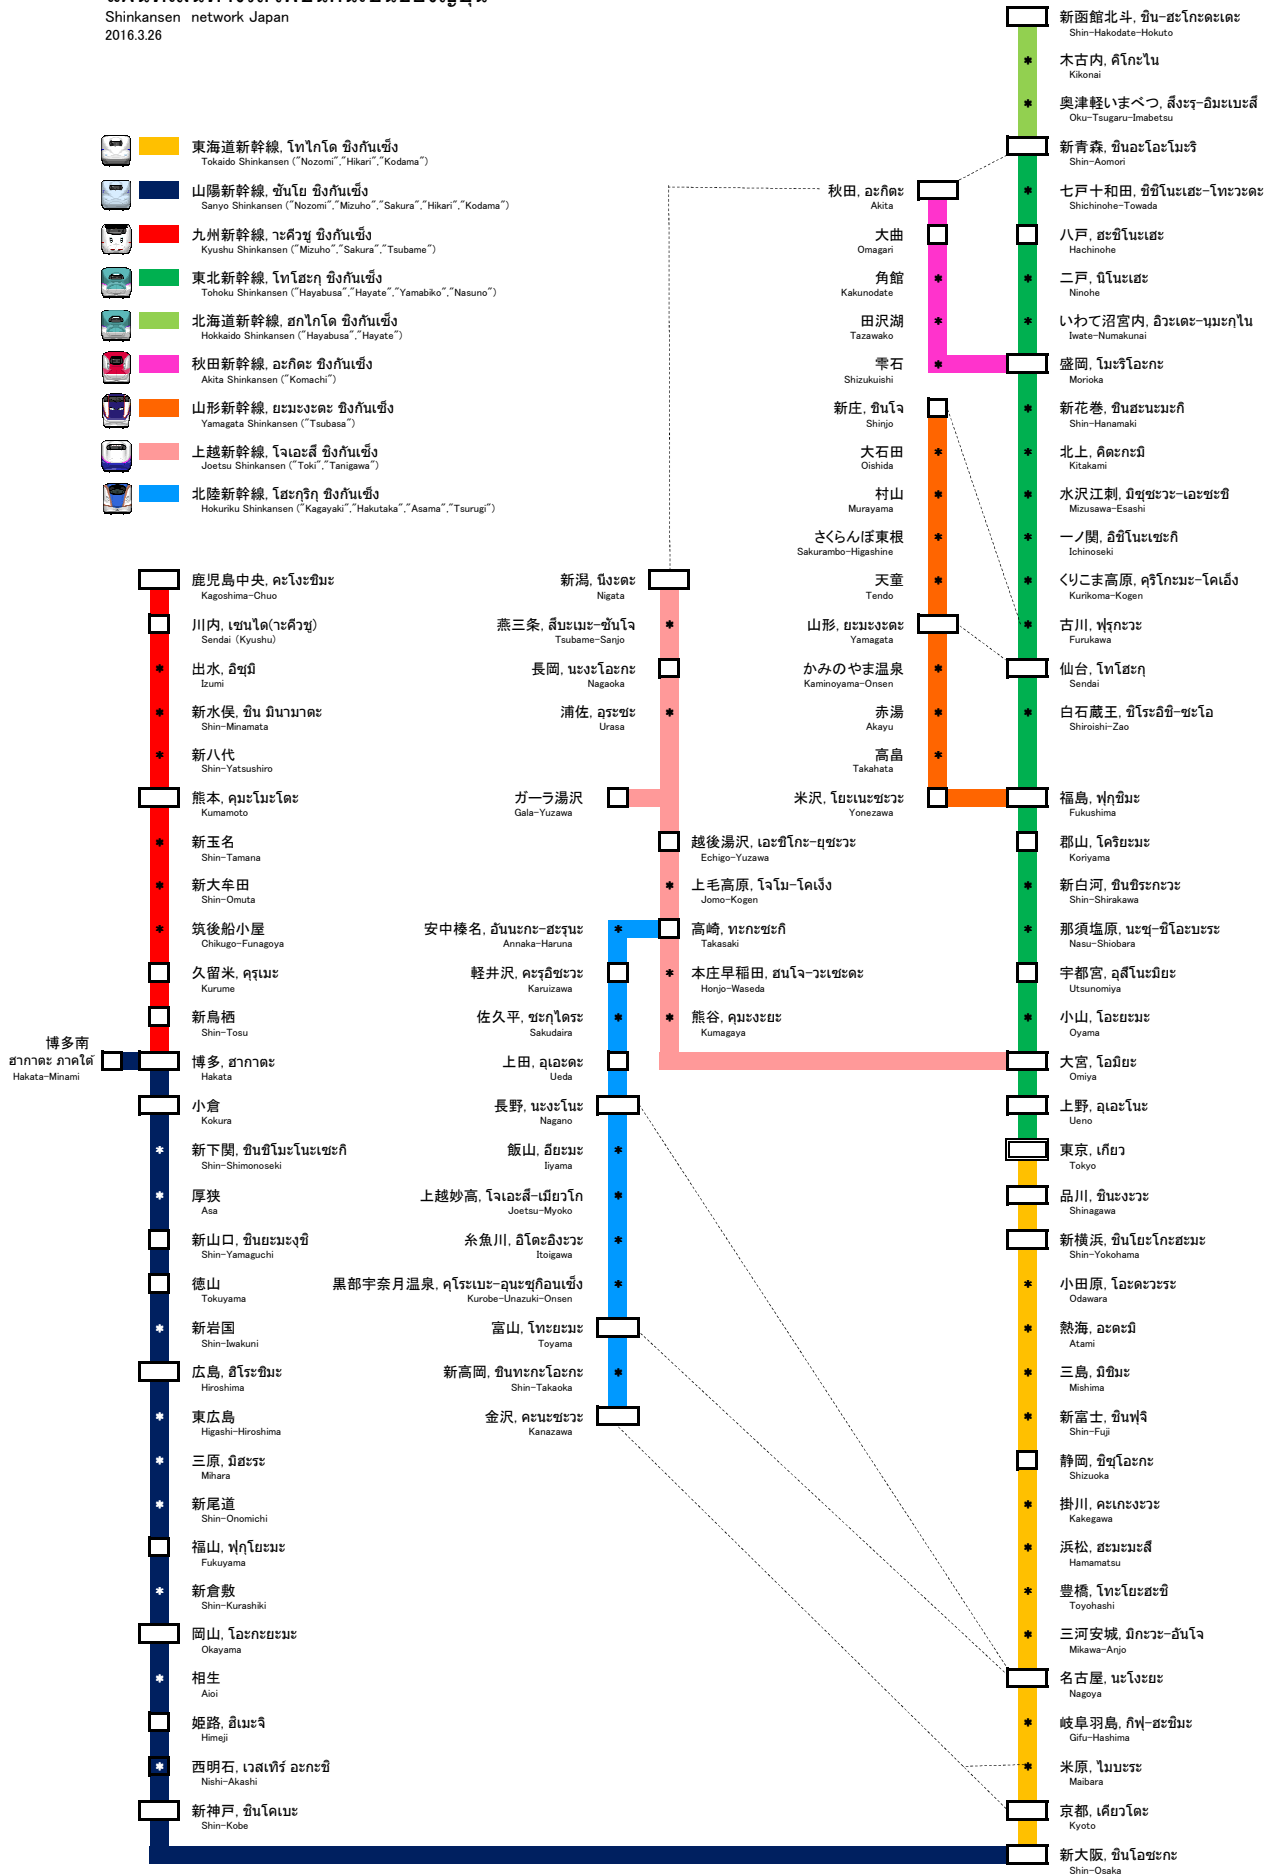 Shinkansen network Japan
2016.3.26
東海道新幹線, โทไกโด ชิงกันเซ็ง
Tokaido Shinkansen ("Nozomi","Hikari","Kodama")
山陽新幹線, ซันโย ชิงกันเซ็ง
Sanyo Shinkansen ("Nozomi","Mizuho","Sakura","Hikari","Kodama")
九州新幹線, าะคิวชู ชิงกันเซ็ง
Kyushu Shinkansen ("Mizuho","Sakura","Tsubame")
東北新幹線, โทโฮะกุ ชิงกันเซ็ง
Tohoku Shinkansen ("Hayabusa","Hayate","Yamabiko","Nasuno")
北海道新幹線, ฮกไกโด ชิงกันเซ็ง
Hokkaido Shinkansen ("Hayabusa","Hayate")
秋田新幹線, อะกิตะ ชิงกันเซ็ง
Akita Shinkansen ("Komachi")
山形新幹線, ยะมะงะตะ ชิงกันเซ็ง
Yamagata Shinkansen ("Tsubasa")
上越新幹線, โจเอะสึ ชิงกันเซ็ง
Joetsu Shinkansen ("Toki","Tanigawa")
北陸新幹線, โฮะกุริกุ ชิงกันเซ็ง
Hokuriku Shinkansen ("Kagayaki","Hakutaka","Asama","Tsurugi")
鹿児島中央, คะโงะชิมะ
Kagoshima-Chuo
川内, เซนได(าะคิวชู)
Sendai (Kyushu)
出水, อิซุมิ
Izumi
新水俣, ชิน มินามาตะ
Shin-Minamata
新八代
Shin-Yatsushiro
熊本, คุมะโมะโตะ
Kumamoto
新玉名
Shin-Tamana
新大牟田
Shin-Omuta
筑後船小屋
Chikugo-Funagoya
久留米, คุรุเมะ
Kurume
新鳥栖
Shin-Tosu
博多南
ฮากาตะ ภาคใต้
Hakata-Minami
博多, ฮากาตะ
Hakata
小倉
Kokura
新下関, ชินชิโมะโนะเซะกิ
Shin-Shimonoseki
厚狭
Asa
新山口, ชินยะมะงุชิ
Shin-Yamaguchi
徳山
Tokuyama
新岩国
Shin-Iwakuni
広島, ฮิโระชิมะ
Hiroshima
東広島
Higashi-Hiroshima
三原, มิฮะระ
Mihara
新尾道
Shin-Onomichi
福山, ฟุกุโยะมะ
Fukuyama
新倉敷
Shin-Kurashiki
岡山, โอะกะยะมะ
Okayama
相生
Aioi
姫路, ฮิเมะจิ
Himeji
西明石, เวสเทิร์ อะกะชิ
Nishi-Akashi
新神戸, ชินโคเบะ
Shin-Kobe
新潟, นีงะตะ
Nigata
燕三条, สึบะเมะ-ซันโจ
Tsubame-Sanjo
長岡, นะงะโอะกะ
Nagaoka
浦佐, อุระซะ
Urasa
ガーラ湯沢
Gala-Yuzawa
越後湯沢, เอะชิโกะ-ยุซะวะ
Echigo-Yuzawa
上毛高原, โจโม-โคเง็ง
Jomo-Kogen
高崎, ทะกะซะกิ
Takasaki
本庄早稲田, ฮนโจ-วะเซะดะ
Honjo-Waseda
熊谷, คุมะงะยะ
Kumagaya
安中榛名, อันนะกะ-ฮะรุนะ
Annaka-Haruna
軽井沢, คะรุอิซะวะ
Karuizawa
佐久平, ซะกุไดระ
Sakudaira
上田, อุเอะดะ
Ueda
長野, นะงะโนะ
Nagano
飯山, อียะมะ
Iiyama
上越妙高, โจเอะสึ-เมียวโก
Joetsu-Myoko
糸魚川, อิโตะอิงะวะ
Itoigawa
黒部宇奈月温泉, คุโระเบะ-อุนะซุกิอนเซ็ง
Kurobe-Unazuki-Onsen
富山, โทะยะมะ
Toyama
新高岡, ชินทะกะโอะกะ
Shin-Takaoka
金沢, คะนะซะวะ
Kanazawa
秋田, อะกิตะ
Akita
大曲
Omagari
角館
Kakunodate
田沢湖
Tazawako
雫石
Shizukuishi
新庄, ชินโจ
Shinjo
大石田
Oishida
村山
Murayama
さくらんぼ東根
Sakurambo-Higashine
天童
Tendo
山形, ยะมะงะตะ
Yamagata
かみのやま温泉
Kaminoyama-Onsen
赤湯
Akayu
高畠
Takahata
米沢, โยะเนะซะวะ
Yonezawa
新函館北斗, ชิน-ฮะโกะดะเตะ
Shin-Hakodate-Hokuto
木古内, คิโกะไน
Kikonai
奥津軽いまべつ, สึงะรุ-อิมะเบะสึ
Oku-Tsugaru-Imabetsu
新青森, ชินอะโอะโมะริ
Shin-Aomori
七戸十和田, ชิชิโนะเฮะ-โทะวะดะ
Shichinohe-Towada
八戸, ฮะชิโนะเฮะ
Hachinohe
二戸, นิโนะเฮะ
Ninohe
いわて沼宮内, อิวะเตะ-นุมะกุไน
Iwate-Numakunai
盛岡, โมะริโอะกะ
Morioka
新花巻, ชินฮะนะมะกิ
Shin-Hanamaki
北上, คิตะกะมิ
Kitakami
水沢江刺, มิซุซะวะ-เอะซะชิ
Mizusawa-Esashi
一ノ関, อิชิโนะเซะกิ
Ichinoseki
くりこま高原, คุริโกะมะ-โคเอ็ง
Kurikoma-Kogen
古川, ฟุรุกะวะ
Furukawa
仙台, โทโฮะกุ
Sendai
白石蔵王, ชิโระอิชิ-ซะโอ
Shiroishi-Zao
福島, ฟุกุชิมะ
Fukushima
郡山, โคริยะมะ
Koriyama
新白河, ชินชิระกะวะ
Shin-Shirakawa
那須塩原, นะซุ-ชิโอะบะระ
Nasu-Shiobara
宇都宮, อุสึโนะมิยะ
Utsunomiya
小山, โอะยะมะ
Oyama
大宮, โอมิยะ
Omiya
上野, อุเอะโนะ
Ueno
東京, เกียว
Tokyo
品川, ชินะงะวะ
Shinagawa
新横浜, ชินโยะโกะฮะมะ
Shin-Yokohama
小田原, โอะดะวะระ
Odawara
熱海, อะตะมิ
Atami
三島, มิชิมะ
Mishima
新富士, ชินฟุจิ
Shin-Fuji
静岡, ชิซุโอะกะ
Shizuoka
掛川, คะเกะงะวะ
Kakegawa
浜松, ฮะมะมะสึ
Hamamatsu
豊橋, โทะโยะฮะชิ
Toyohashi
三河安城, มิกะวะ-อันโจ
Mikawa-Anjo
名古屋, นะโงะยะ
Nagoya
岐阜羽島, กิฟุ-ฮะชิมะ
Gifu-Hashima
米原, ไมบะระ
Maibara
京都, เคียวโตะ
Kyoto
新大阪, ชินโอซะกะ
Shin-Osaka